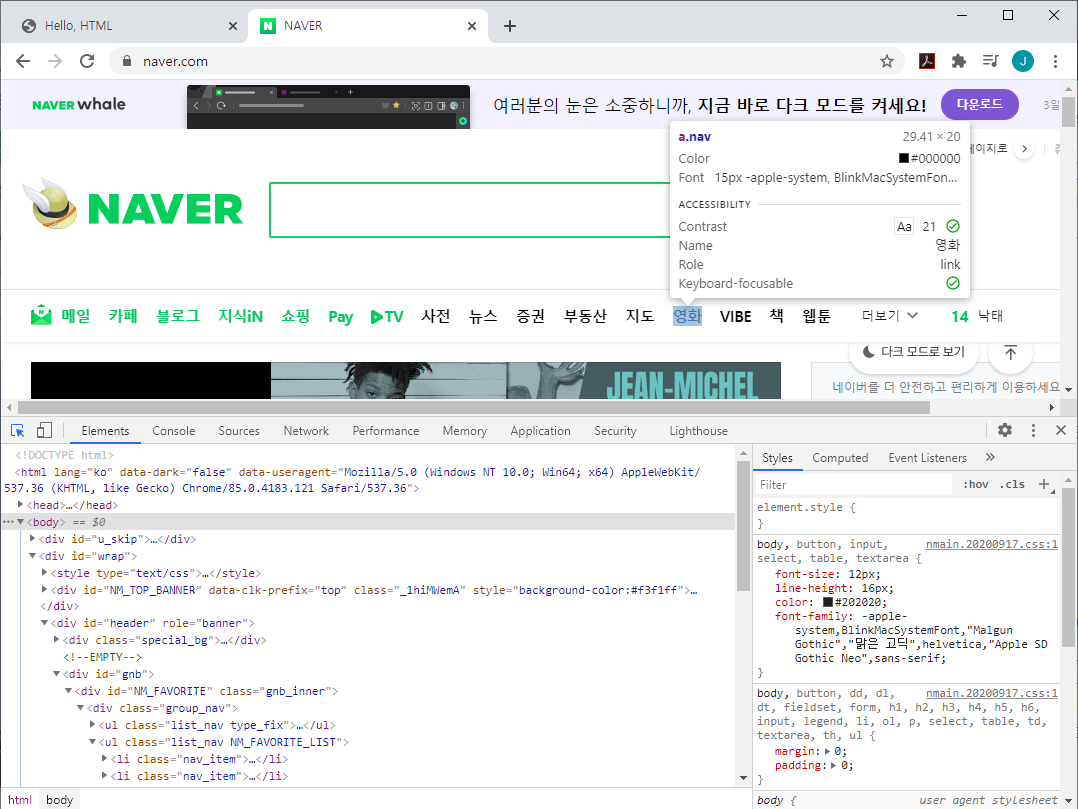 Hello, HTML
NAVER
naver.com
J
NAVER whale
여러분의 눈은 소중하니까, 지금 바로 다크 모드를 켜세요!
다운로드
3일
a.nav 29.41 × 20
Color #000000
Font 15px -apple-system, BlinkMacSystemFon...
ACCESSIBILITY
Contrast Aa 21
Name 영화
Role link
Keyboard-focusable
페이지로
NAVER
메일 카페 블로그 지식iN 쇼핑 Pay TV 사전 뉴스 증권 부동산 지도 영화 VIBE 책 웹툰 더보기 14 낙태
다크 모드로 보기
JEAN-MICHEL
네이버를 더 안전하고 편리하게 이용하세요
Elements Console Sources Network Performance Memory Application Security Lighthouse
<!DOCTYPE html>
<html lang="ko" data-dark="false" data-useragent="Mozilla/5.0 (Windows NT 10.0; Win64; x64) AppleWebKit/
537.36 (KHTML, like Gecko) Chrome/85.0.4183.121 Safari/537.36">
<head>…</head>
<body> == $0
<div id="u_skip">…</div>
<div id="wrap">
<style type="text/css">…</style>
<div id="NM_TOP_BANNER" data-clk-prefix="top" class="_1hiMWemA" style="background-color:#f3f1ff">…
</div>
<div id="header" role="banner">
<div class="special_bg">…</div>
<!--EMPTY-->
<div id="gnb">
<div id="NM_FAVORITE" class="gnb_inner">
<div class="group_nav">
<ul class="list_nav type_fix">…</ul>
<ul class="list_nav NM_FAVORITE_LIST">
<li class="nav_item">…</li>
<li class="nav_item">…</li>
html body
Styles Computed Event Listeners »
Filter :hov .cls +
element.style {
}
body, button, input, nmain.20200917.css:1
select, table, textarea {
font-size: 12px;
line-height: 16px;
color: #202020;
font-family: -apple-
system,BlinkMacSystemFont,"Malgun
Gothic","맑은 고딕",helvetica,"Apple SD
Gothic Neo",sans-serif;
}
body, button, dd, dl, nmain.20200917.css:1
dt, fieldset, form, h1, h2, h3, h4, h5, h6,
input, legend, li, ol, p, select, table, td,
textarea, th, ul {
margin: 0;
padding: 0;
}
body { user agent stylesheet